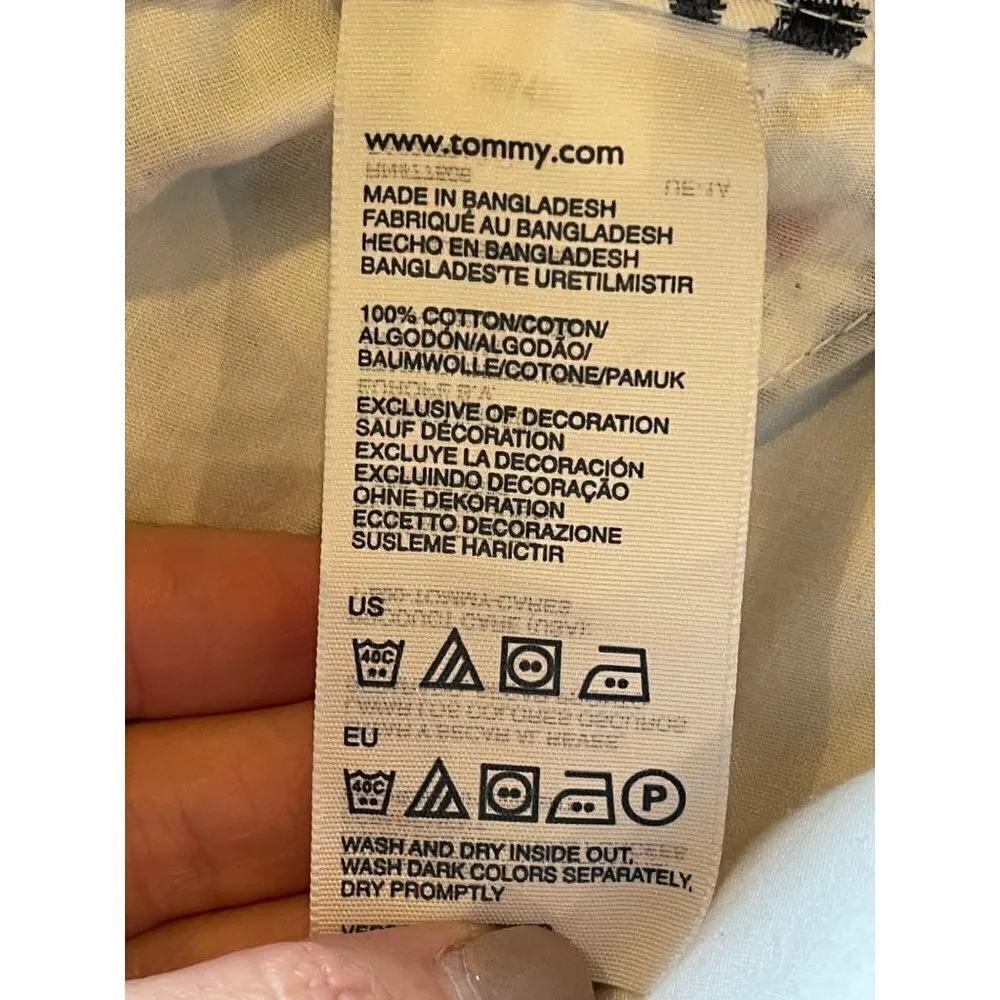 www.tommy.com
MADE IN BANGLADESH
FABRIQUÉ AU BANGLADESH
HECHO EN BANGLADESH
BANGLADES'TE URETILMISTIR
100% COTTON/COTON/
ALGODÓN/ALGODÃO/
BAUMWOLLE/COTONE/PAMUK
EXCLUSIVE OF DECORATION
SAUF DÉCORATION
EXCLUYE LA DECORACIÓN
EXCLUINDO DECORAÇÃO
OHNE DEKORATION
ECCETTO DECORAZIONE
SUSLEME HARICTIR
US
40C
EU
40C P
WASH AND DRY INSIDE OUT,
WASH DARK COLORS SEPARATELY,
DRY PROMPTLY